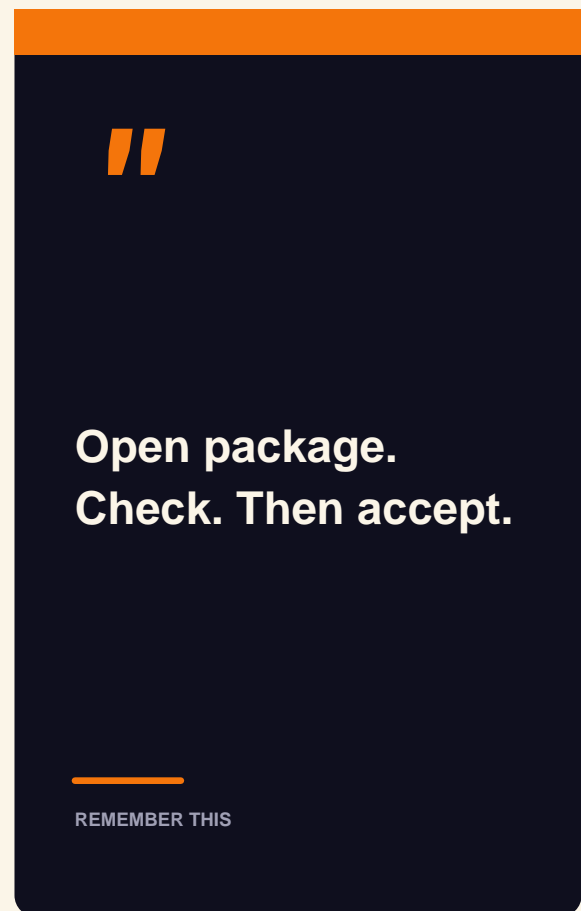 "
Open package.
Check. Then accept.
REMEMBER THIS